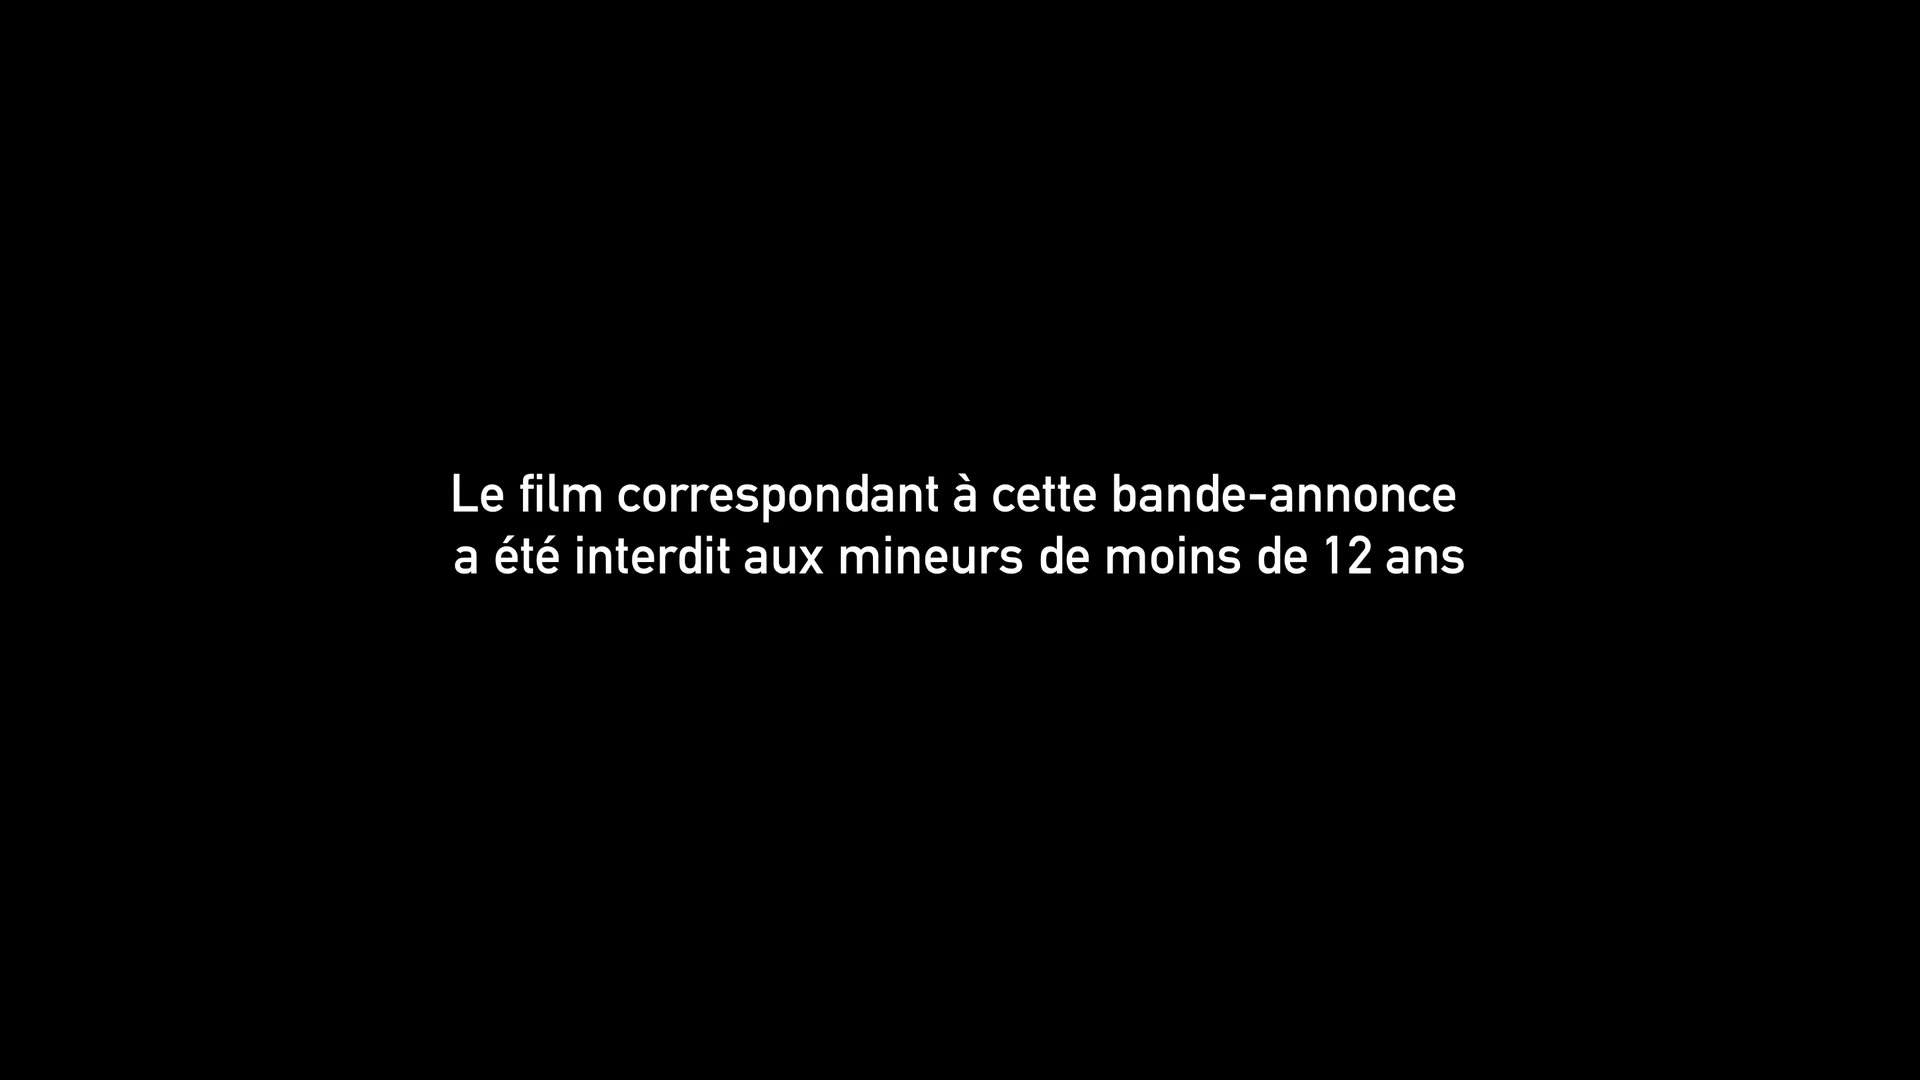 Le film correspondant à cette bande-annonce
a été interdit aux mineurs de moins de 12 ans